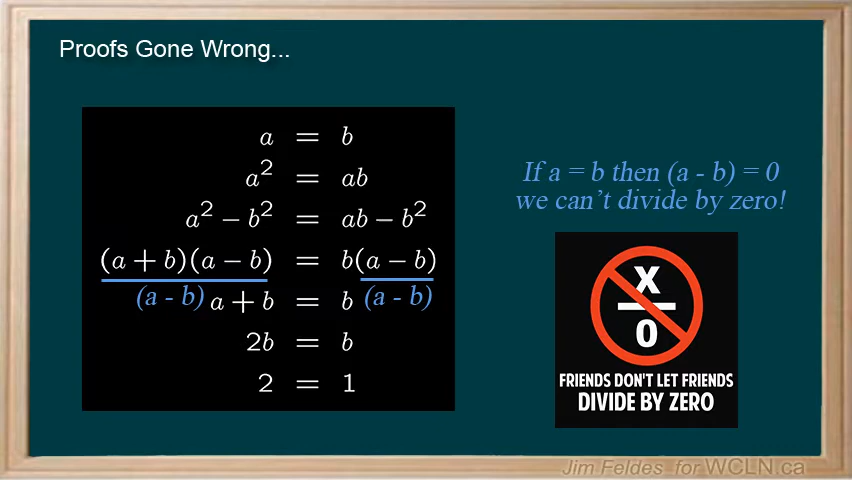 Proofs Gone Wrong...
a = b
a² = ab
a² − b² = ab − b²
(a + b)(a − b) = b(a − b)
(a - b) a + b = b (a - b)
2b = b
2 = 1
If a = b then (a - b) = 0
we can't divide by zero!
X
0
FRIENDS DON'T LET FRIENDS
DIVIDE BY ZERO
Jim Feldes for WCLN.ca